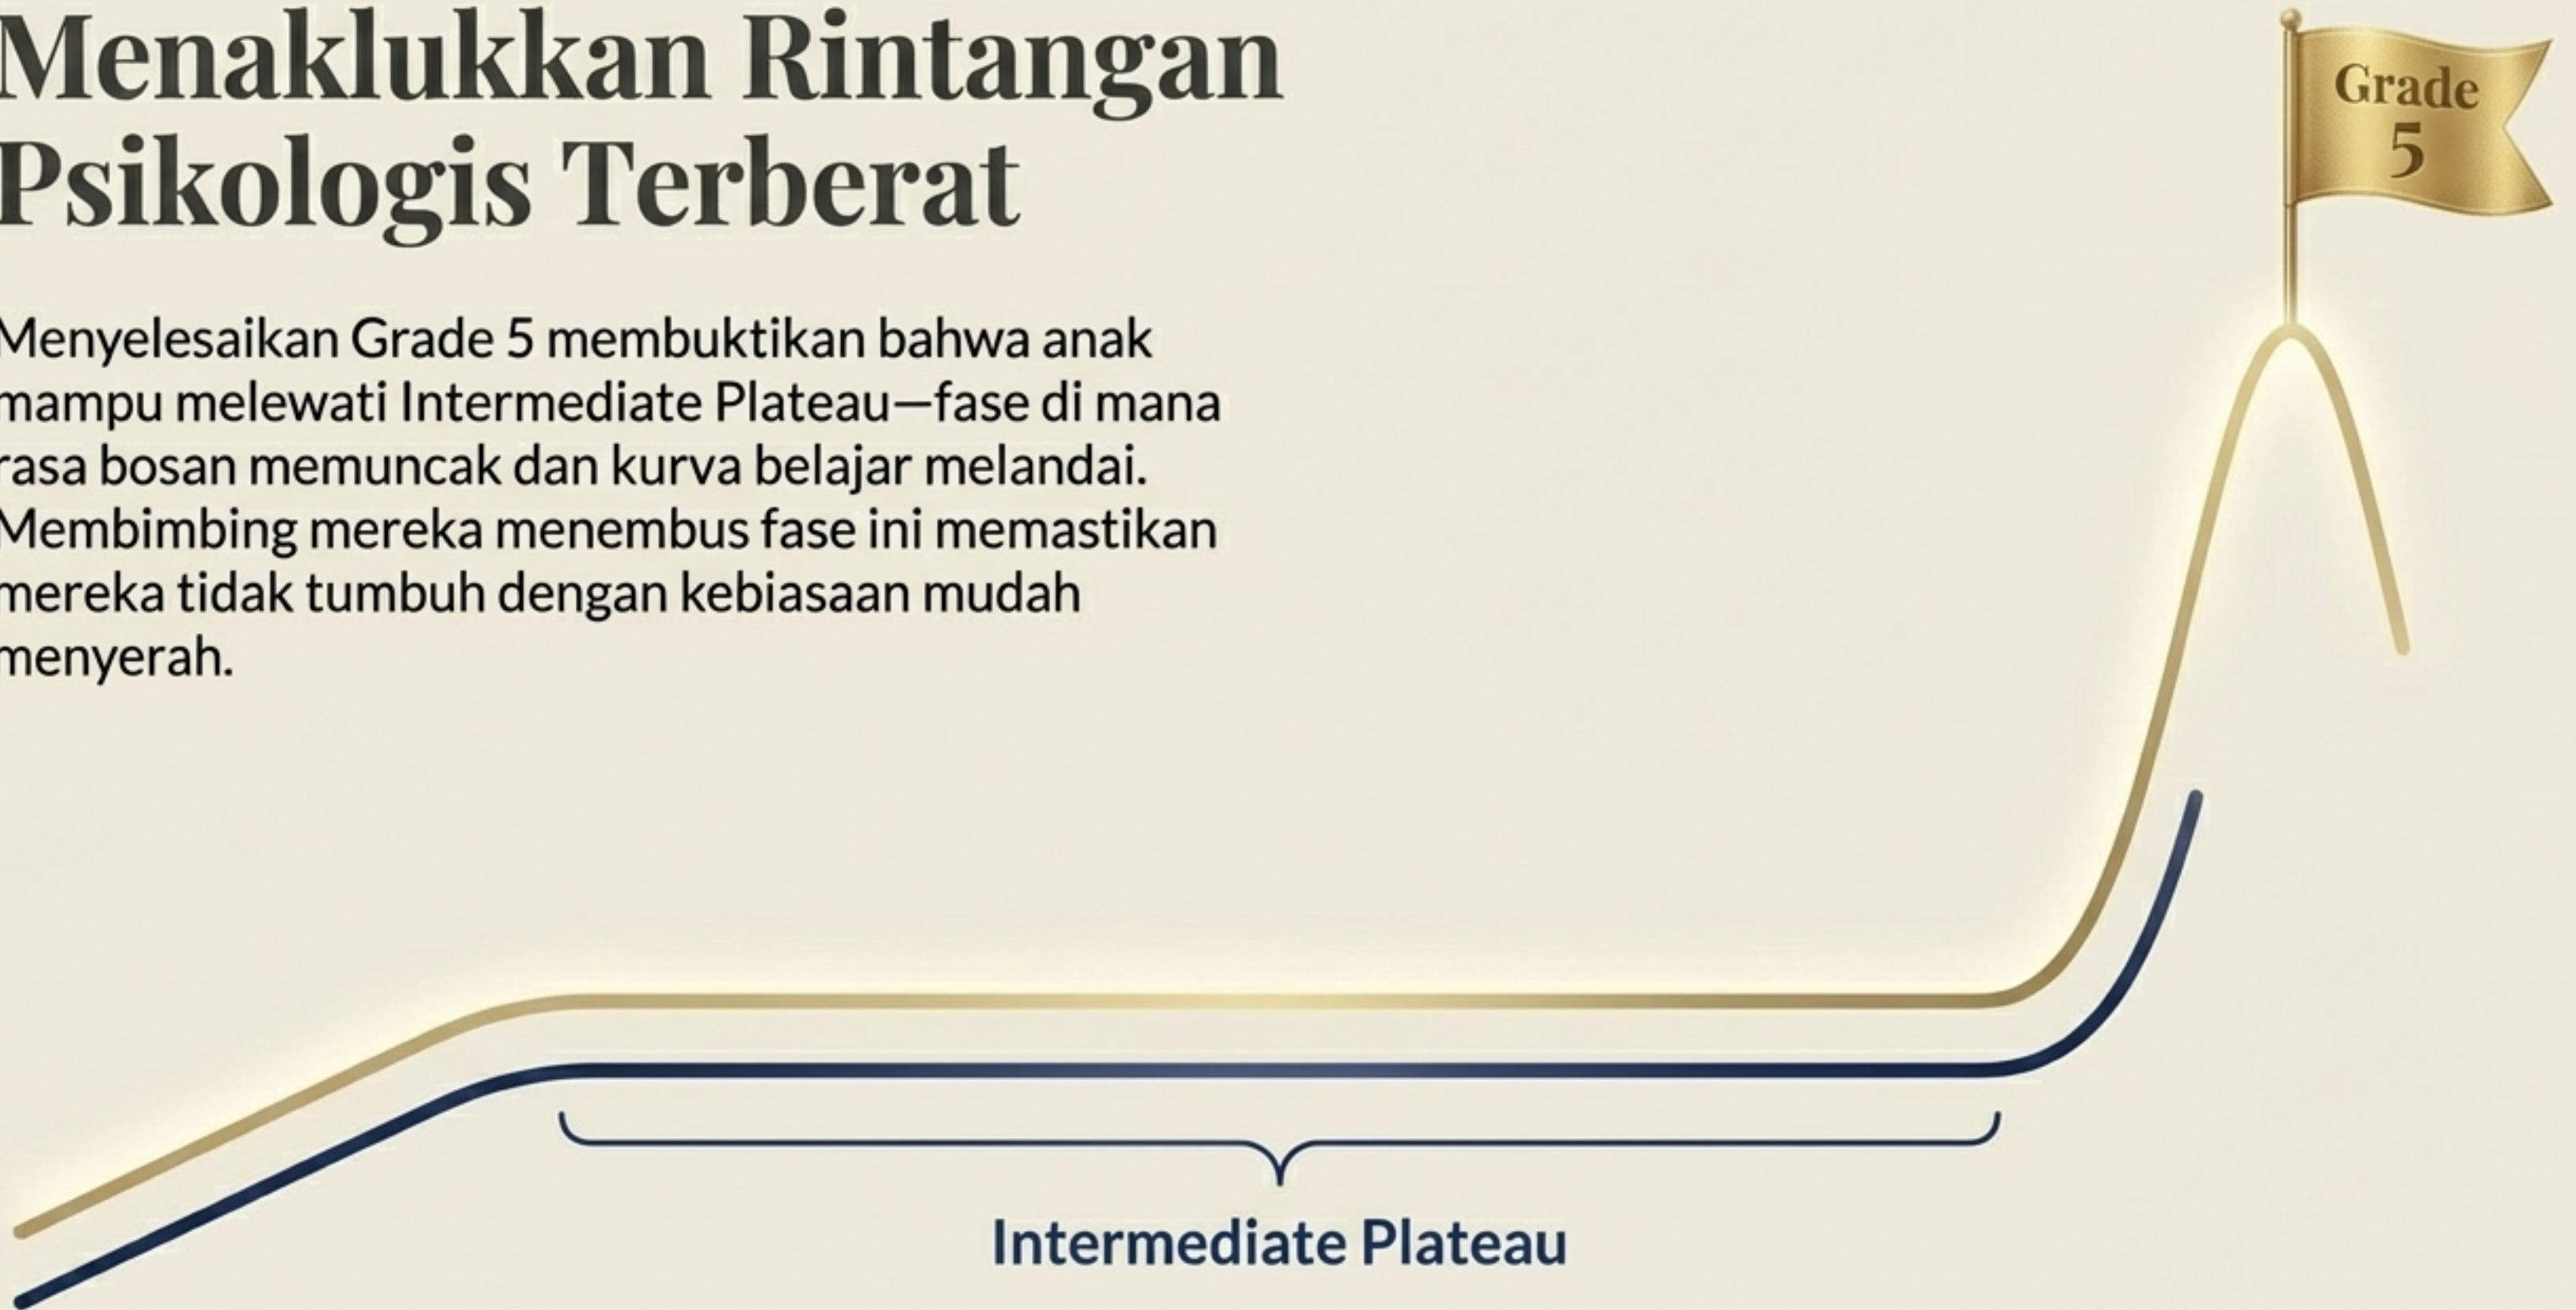 Menaklukkan Rintangan
Psikologis Terberat
Menyelesaikan Grade 5 membuktikan bahwa anak
mampu melewati Intermediate Plateau—fase di mana
rasa bosan memuncak dan kurva belajar melandai.
Membimbing mereka menembus fase ini memastikan
mereka tidak tumbuh dengan kebiasaan mudah
menyerah.
Grade
5
Intermediate Plateau